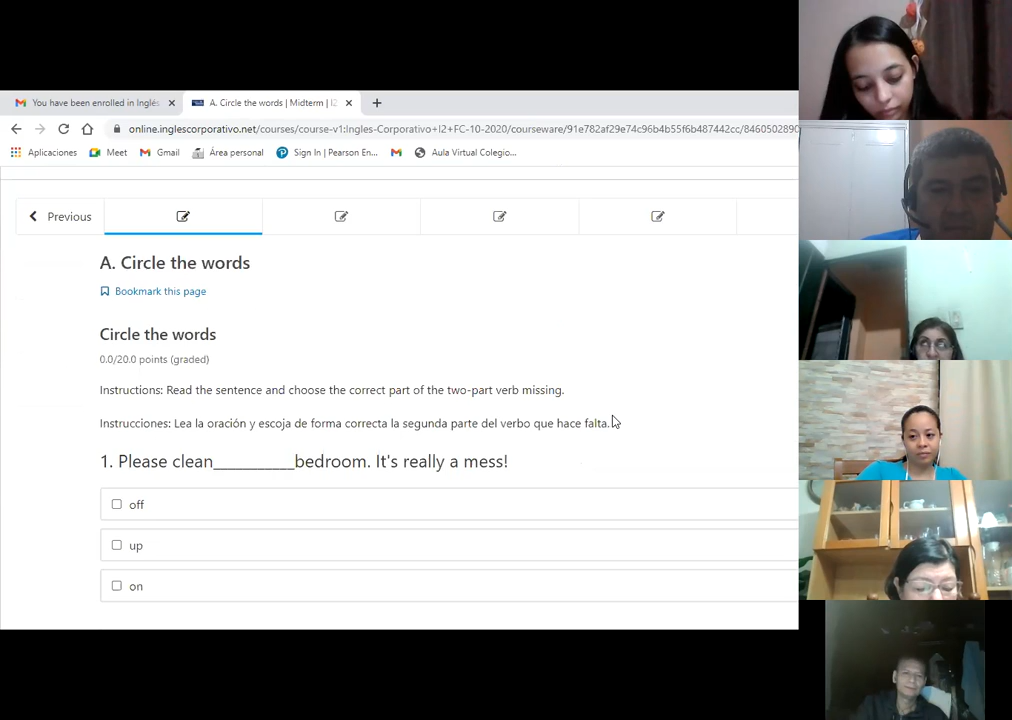 You have been enrolled in Inglés
A. Circle the words | Midterm | I2
online.inglescorporativo.net/courses/course-v1:Ingles-Corporativo+I2+FC-10-2020/courseware/91e782af29e74c96b4b55f6b487442cc/8460502890
Aplicaciones Meet Gmail Área personal Sign In | Pearson En... Aula Virtual Colegio...
Previous
A. Circle the words
Bookmark this page
Circle the words
0.0/20.0 points (graded)
Instructions: Read the sentence and choose the correct part of the two-part verb missing.
Instrucciones: Lea la oración y escoja de forma correcta la segunda parte del verbo que hace falta.
1. Please clean__________bedroom. It's really a mess!
off
up
on